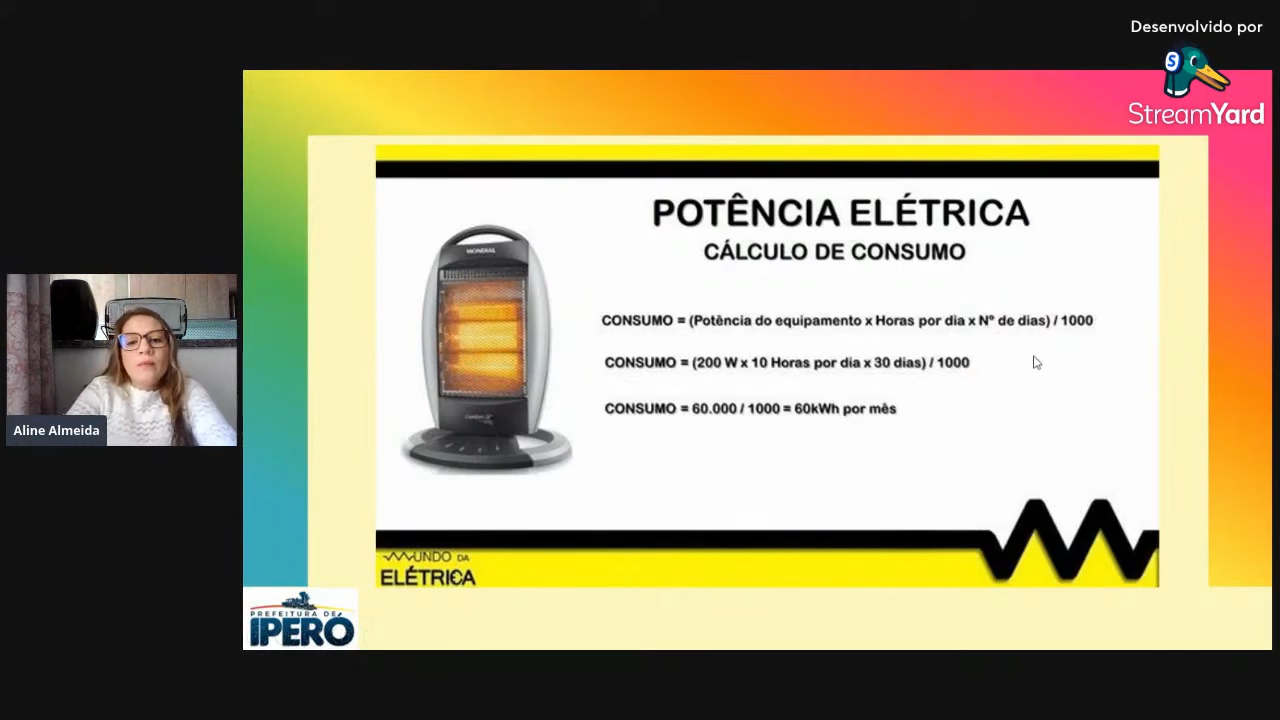 Desenvolvido por
StreamYard
POTÊNCIA ELÉTRICA
CÁLCULO DE CONSUMO
MONDIAL
CONSUMO = (Potência do equipamento x Horas por dia x Nº de dias) / 1000
CONSUMO = (200 W x 10 Horas por dia x 30 dias) / 1000
CONSUMO = 60.000 / 1000 = 60kWh por mês
Aline Almeida
MUNDO DA
ELÉTRICA
PREFEITURA DE
IPERÓ